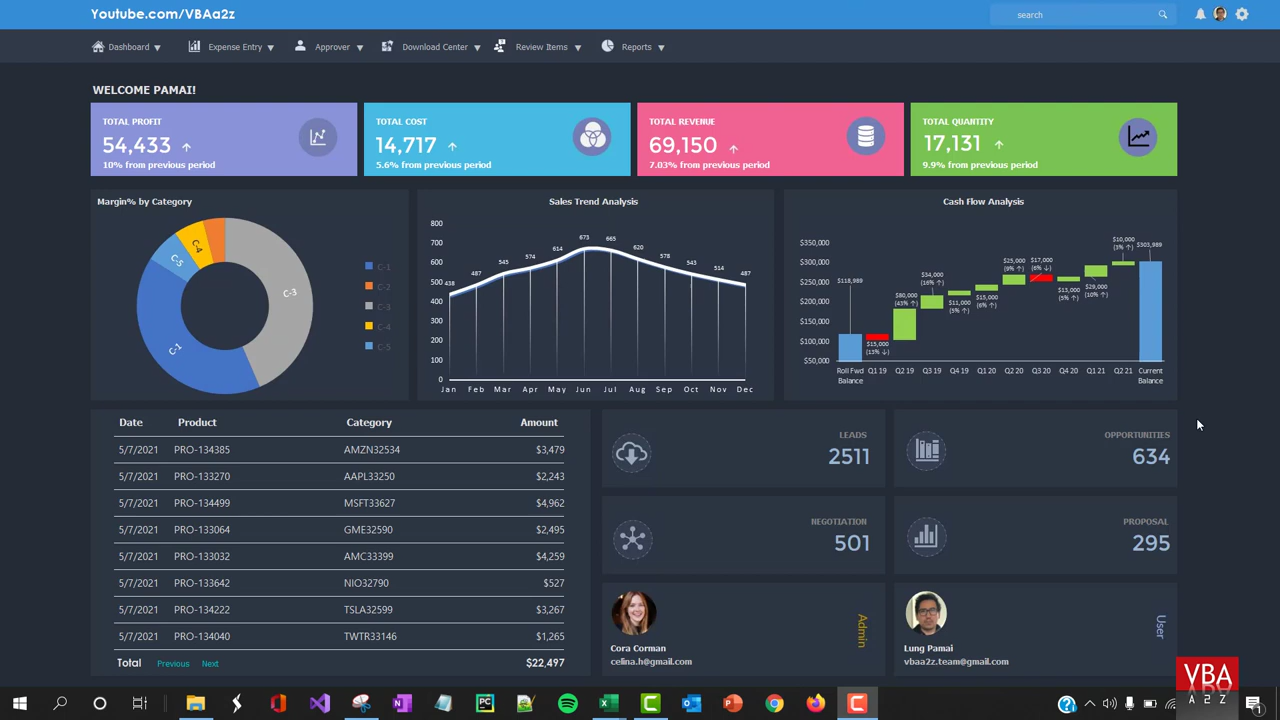 Youtube.com/VBAa2z
search
Dashboard Expense Entry Approver Download Center Review Items Reports
WELCOME PAMAI!
TOTAL PROFIT
54,433
10% from previous period
TOTAL COST
14,717
5.6% from previous period
TOTAL REVENUE
69,150
7.03% from previous period
TOTAL QUANTITY
17,131
9.9% from previous period
Margin% by Category
C-4
C-5
C-3
C-1
C-1
C-2
C-3
C-4
C-5
Sales Trend Analysis
800
700
600
500
400
300
200
100
0
438 487 545 574 614 673 665 620 578 543 514 487
Jan Feb Mar Apr May Jun Jul Aug Sep Oct Nov Dec
Cash Flow Analysis
$350,000
$300,000
$250,000
$200,000
$150,000
$100,000
$50,000
$118,989
$15,000
(13% ↓)
$80,000
(43% ↑)
$34,000
(16% ↑)
$11,000
(5% ↑)
$15,000
(6% ↑)
$25,000
(9% ↑)
$17,000
(6% ↓)
$13,000
(5% ↑)
$29,000
(10% ↑)
$10,000
(3% ↑)
$303,989
Roll Fwd Balance Q1 19 Q2 19 Q3 19 Q4 19 Q1 20 Q2 20 Q3 20 Q4 20 Q1 21 Q2 21 Current Balance
Date Product Category Amount
5/7/2021 PRO-134385 AMZN32534 $3,479
5/7/2021 PRO-133270 AAPL33250 $2,243
5/7/2021 PRO-134499 MSFT33627 $4,962
5/7/2021 PRO-133064 GME32590 $2,495
5/7/2021 PRO-133032 AMC33399 $4,259
5/7/2021 PRO-133642 NIO32790 $527
5/7/2021 PRO-134222 TSLA32599 $3,267
5/7/2021 PRO-134040 TWTR33146 $1,265
Total Previous Next $22,497
LEADS
2511
OPPORTUNITIES
634
NEGOTIATION
501
PROPOSAL
295
Cora Corman
celina.h@gmail.com
Admin
Lung Pamai
vbaa2z.team@gmail.com
User
VBA
A 2 Z